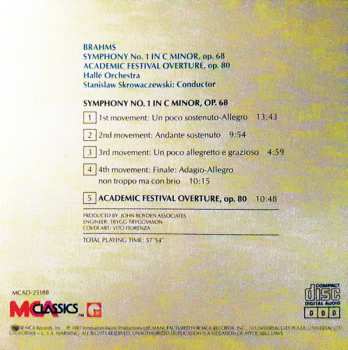 BRAHMS
SYMPHONY No. 1 IN C MINOR, op. 68
ACADEMIC FESTIVAL OVERTURE, op. 80
Hallé Orchestra
Stanislaw Skrowaczewski: Conductor
SYMPHONY NO. 1 IN C MINOR, OP. 68
1 1st movement: Un poco sostenuto-Allegro 13:43
2 2nd movement: Andante sostenuto 9:54
3 3rd movement: Un poco allegretto e grazioso 4:59
4 4th movement: Finale: Adagio-Allegro
non troppo ma con brio 10:15
5 ACADEMIC FESTIVAL OVERTURE, op. 80 10:48
PRODUCED BY: JOHN BOYDEN ASSOCIATES
ENGINEER: TRYGG TRYGGVASON
COVER ART: VITO FIORENZA
TOTAL PLAYING TIME: 57'54"
MCAD-25188
MCA CLASSICS
COMPACT
disc
DIGITAL AUDIO
D D D